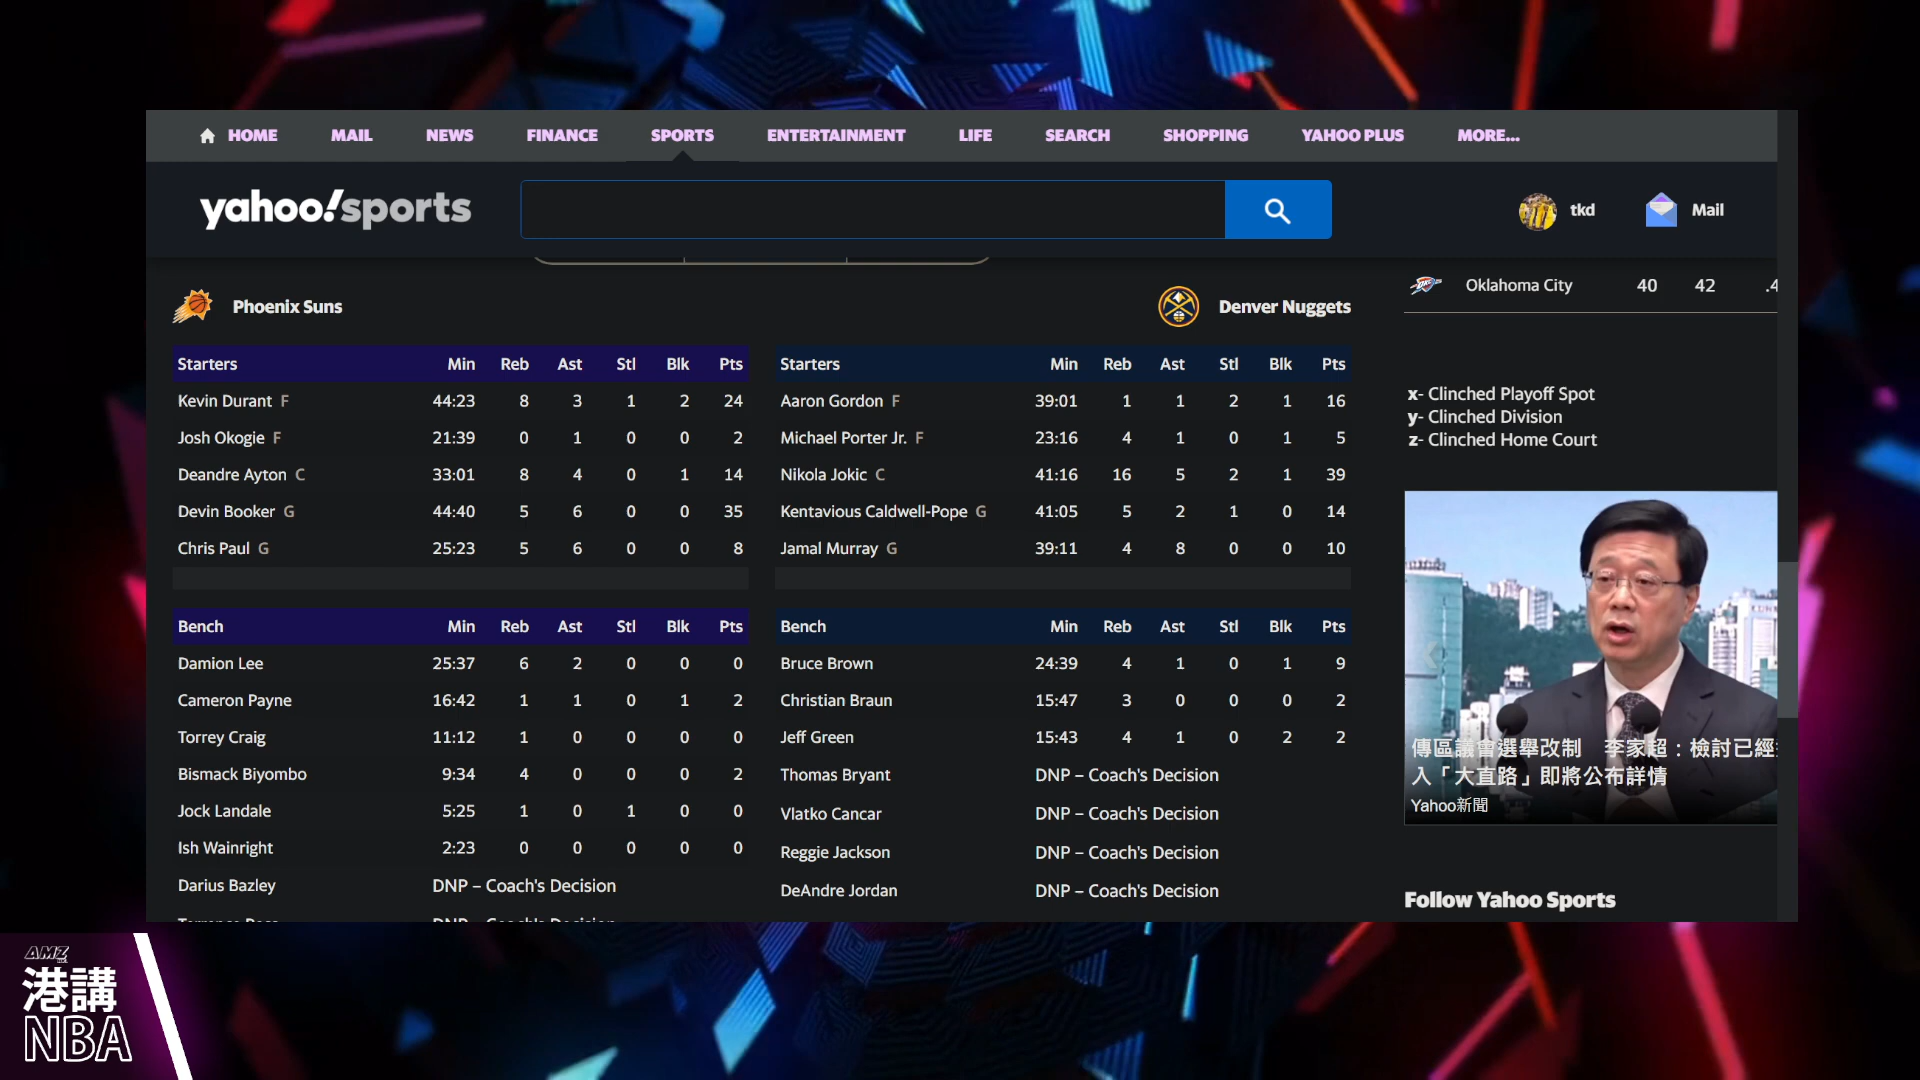 HOME MAIL NEWS FINANCE SPORTS ENTERTAINMENT LIFE SEARCH SHOPPING YAHOO PLUS MORE...
yahoo!sports tkd Mail
Phoenix Suns
Starters Min Reb Ast Stl Blk Pts
Kevin Durant F 44:23 8 3 1 2 24
Josh Okogie F 21:39 0 1 0 0 2
Deandre Ayton C 33:01 8 4 0 1 14
Devin Booker G 44:40 5 6 0 0 35
Chris Paul G 25:23 5 6 0 0 8
Bench Min Reb Ast Stl Blk Pts
Damion Lee 25:37 6 2 0 0 0
Cameron Payne 16:42 1 1 0 1 2
Torrey Craig 11:12 1 0 0 0 0
Bismack Biyombo 9:34 4 0 0 0 2
Jock Landale 5:25 1 0 1 0 0
Ish Wainright 2:23 0 0 0 0 0
Darius Bazley DNP – Coach's Decision
Denver Nuggets
Starters Min Reb Ast Stl Blk Pts
Aaron Gordon F 39:01 1 1 2 1 16
Michael Porter Jr. F 23:16 4 1 0 1 5
Nikola Jokic C 41:16 16 5 2 1 39
Kentavious Caldwell-Pope G 41:05 5 2 1 0 14
Jamal Murray G 39:11 4 8 0 0 10
Bench Min Reb Ast Stl Blk Pts
Bruce Brown 24:39 4 1 0 1 9
Christian Braun 15:47 3 0 0 0 2
Jeff Green 15:43 4 1 0 2 2
Thomas Bryant DNP – Coach's Decision
Vlatko Cancar DNP – Coach's Decision
Reggie Jackson DNP – Coach's Decision
DeAndre Jordan DNP – Coach's Decision
Oklahoma City 40 42 .4
x- Clinched Playoff Spot
y- Clinched Division
z- Clinched Home Court
傳區議會選舉改制 李家超：檢討已經
入「大直路」即將公布詳情
Yahoo新聞
Follow Yahoo Sports
AMZ
港講
NBA